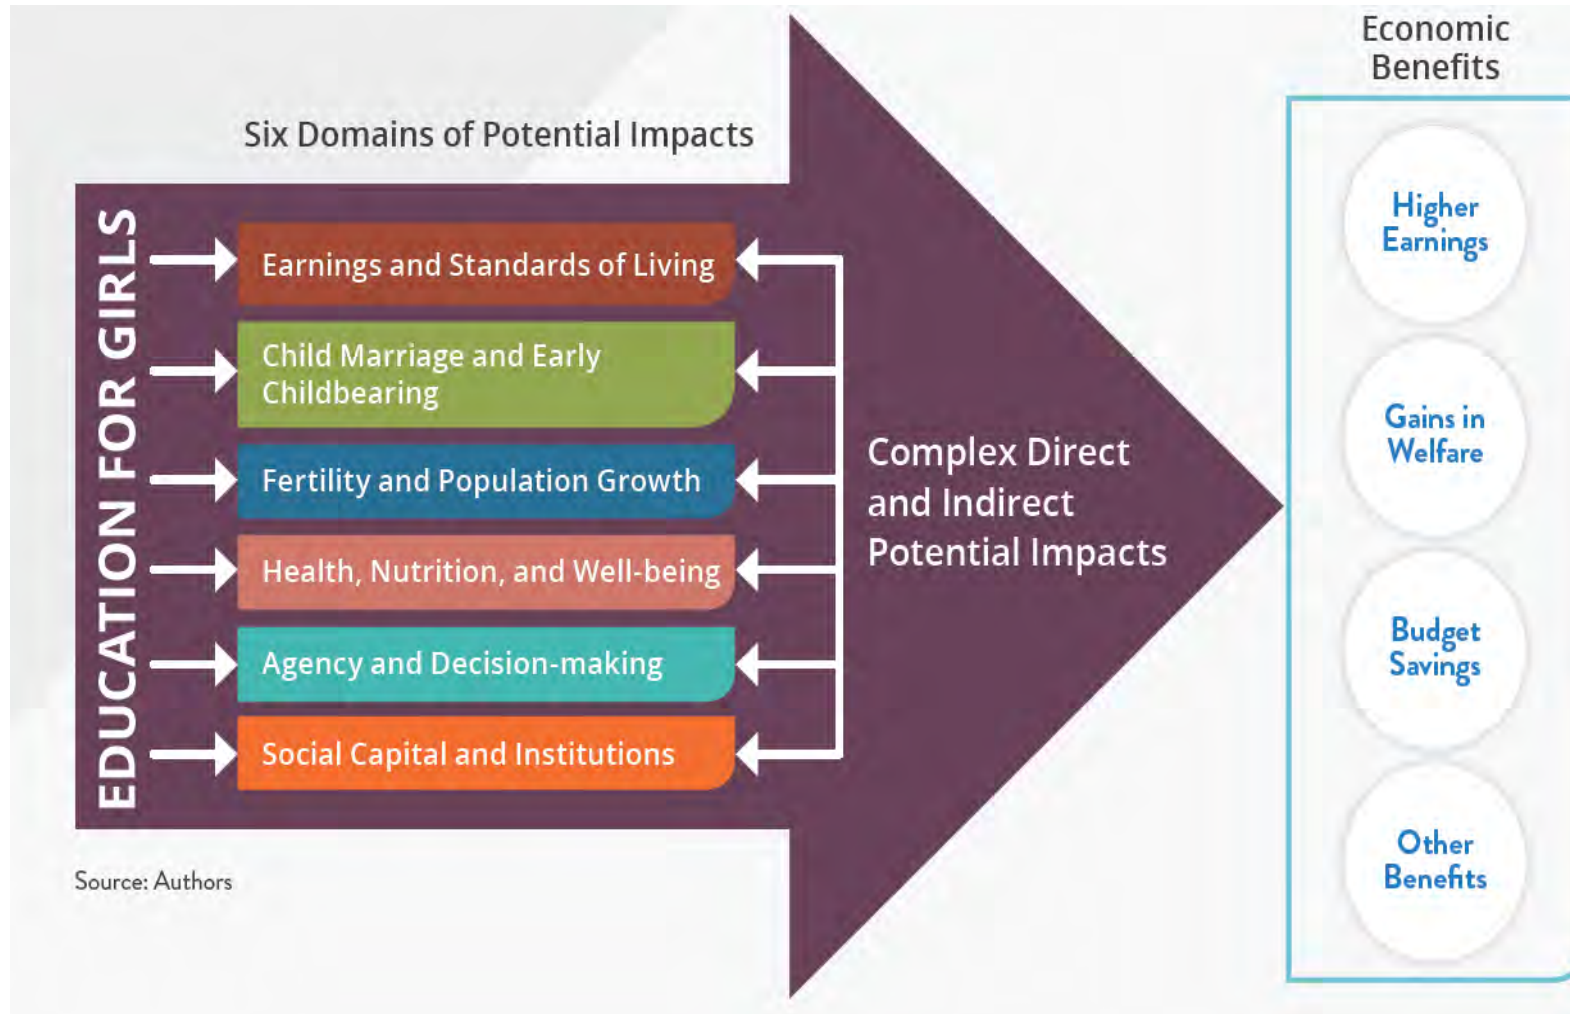 Six Domains of Potential Impacts
EDUCATION FOR GIRLS
Earnings and Standards of Living
Child Marriage and Early
Childbearing
Fertility and Population Growth
Health, Nutrition, and Well-being
Agency and Decision-making
Social Capital and Institutions
Complex Direct
and Indirect
Potential Impacts
Economic
Benefits
Higher
Earnings
Gains in
Welfare
Budget
Savings
Other
Benefits
Source: Authors